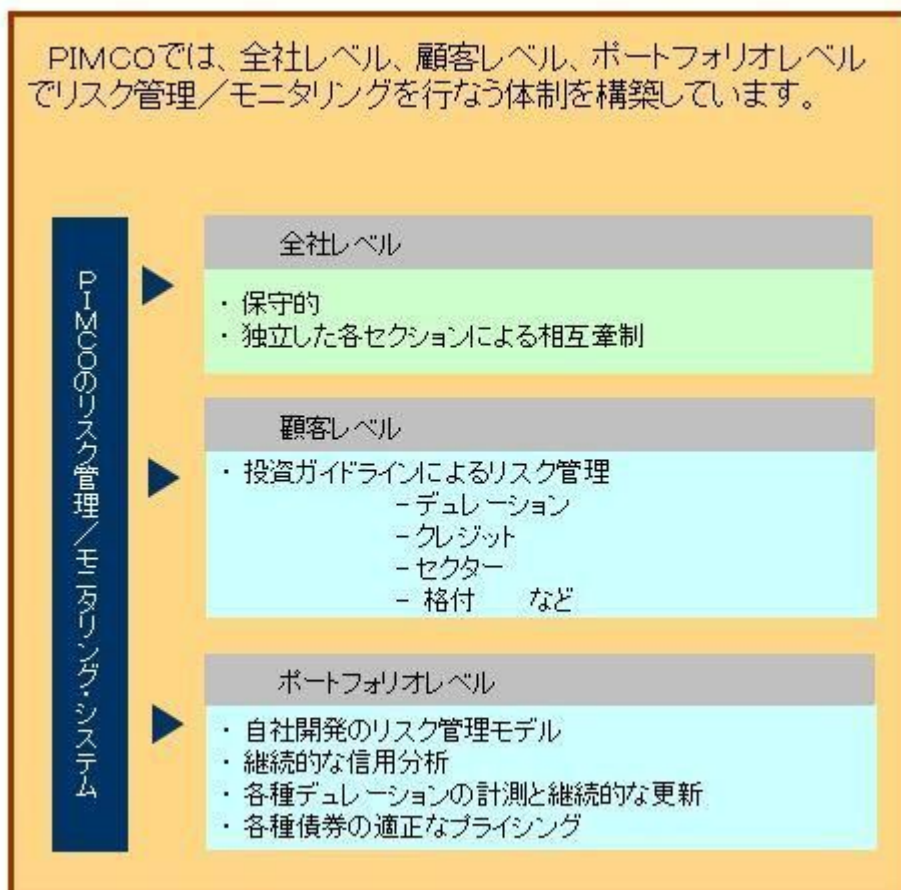 PIMCOでは、全社レベル、顧客レベル、ポートフォリオレベル
でリスク管理／モニタリングを行なう体制を構築しています。
PIMCOのリスク管理／モニタリング・システム
全社レベル
・ 保守的
・ 独立した各セクションによる相互牽制
顧客レベル
・ 投資ガイドラインによるリスク管理
－デュレーション
－クレジット
－セクター
－ 格付　など
ポートフォリオレベル
・ 自社開発のリスク管理モデル
・ 継続的な信用分析
・ 各種デュレーションの計測と継続的な更新
・ 各種債券の適正なプライシング